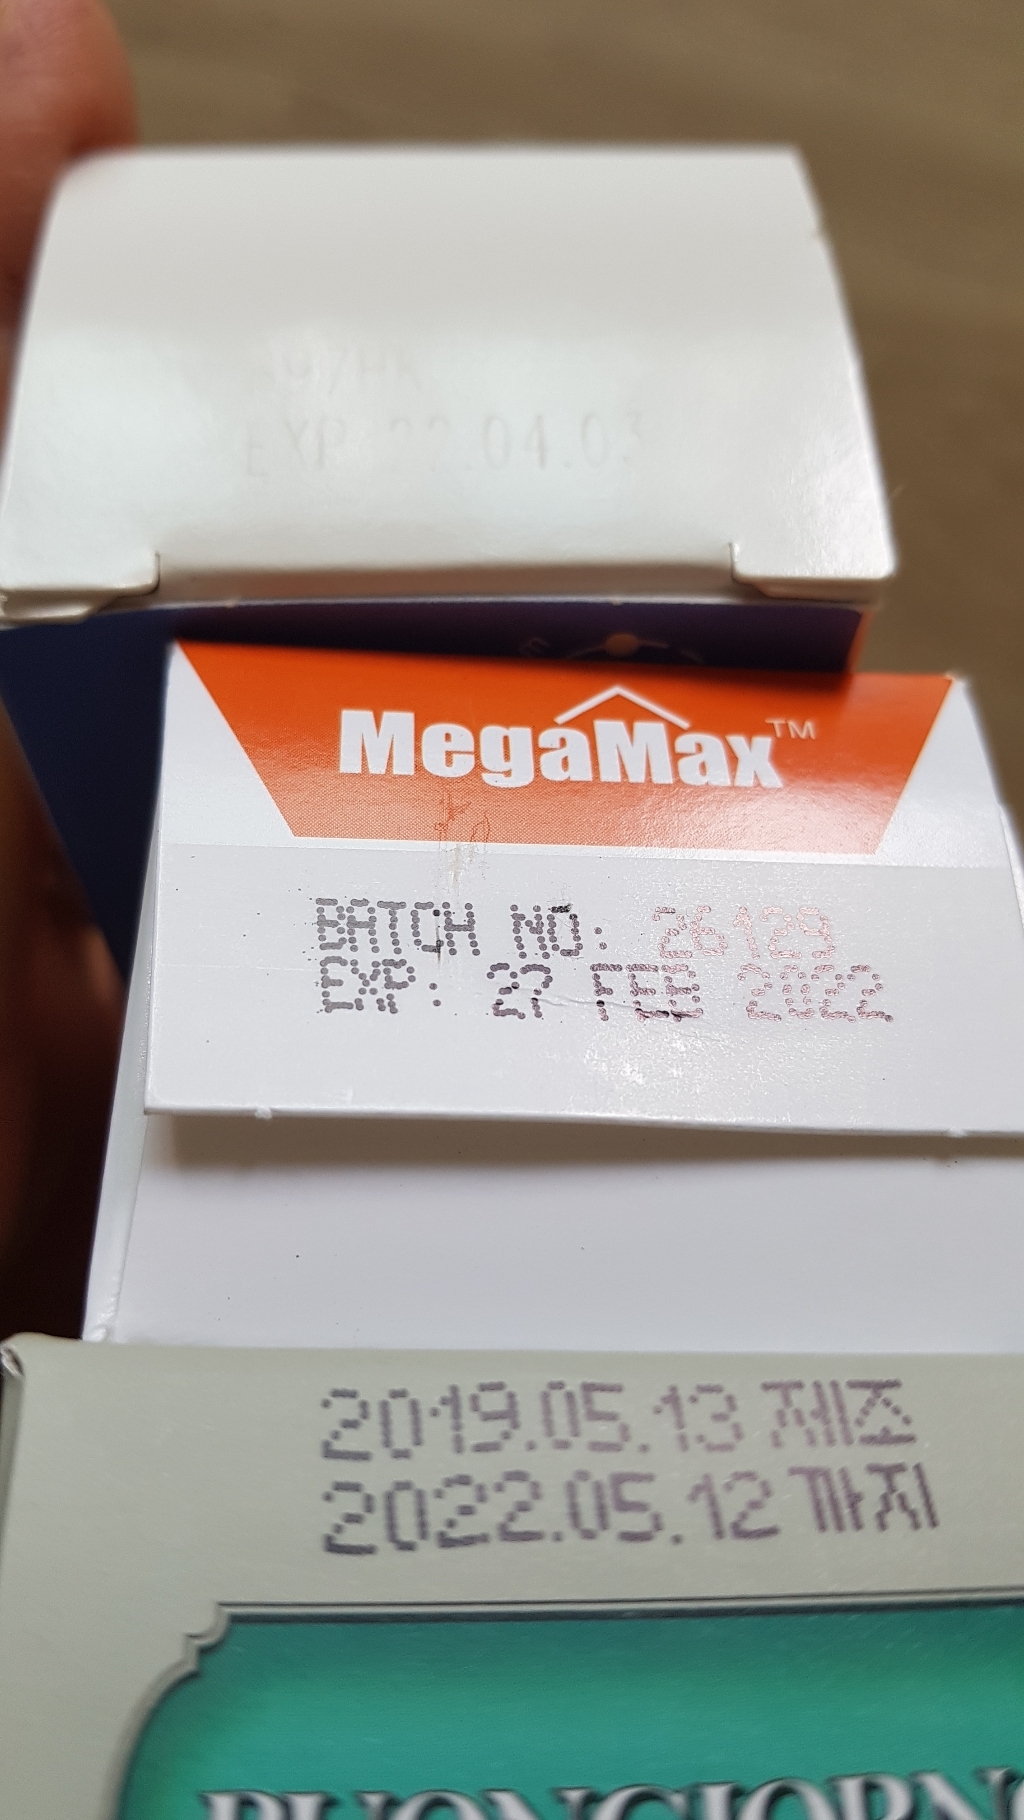 EXP 22.04.03
MegaMax™
BATCH NO: 26129
EXP: 27 FEB 2022
2019.05.13 제조
2022.05.12 까지